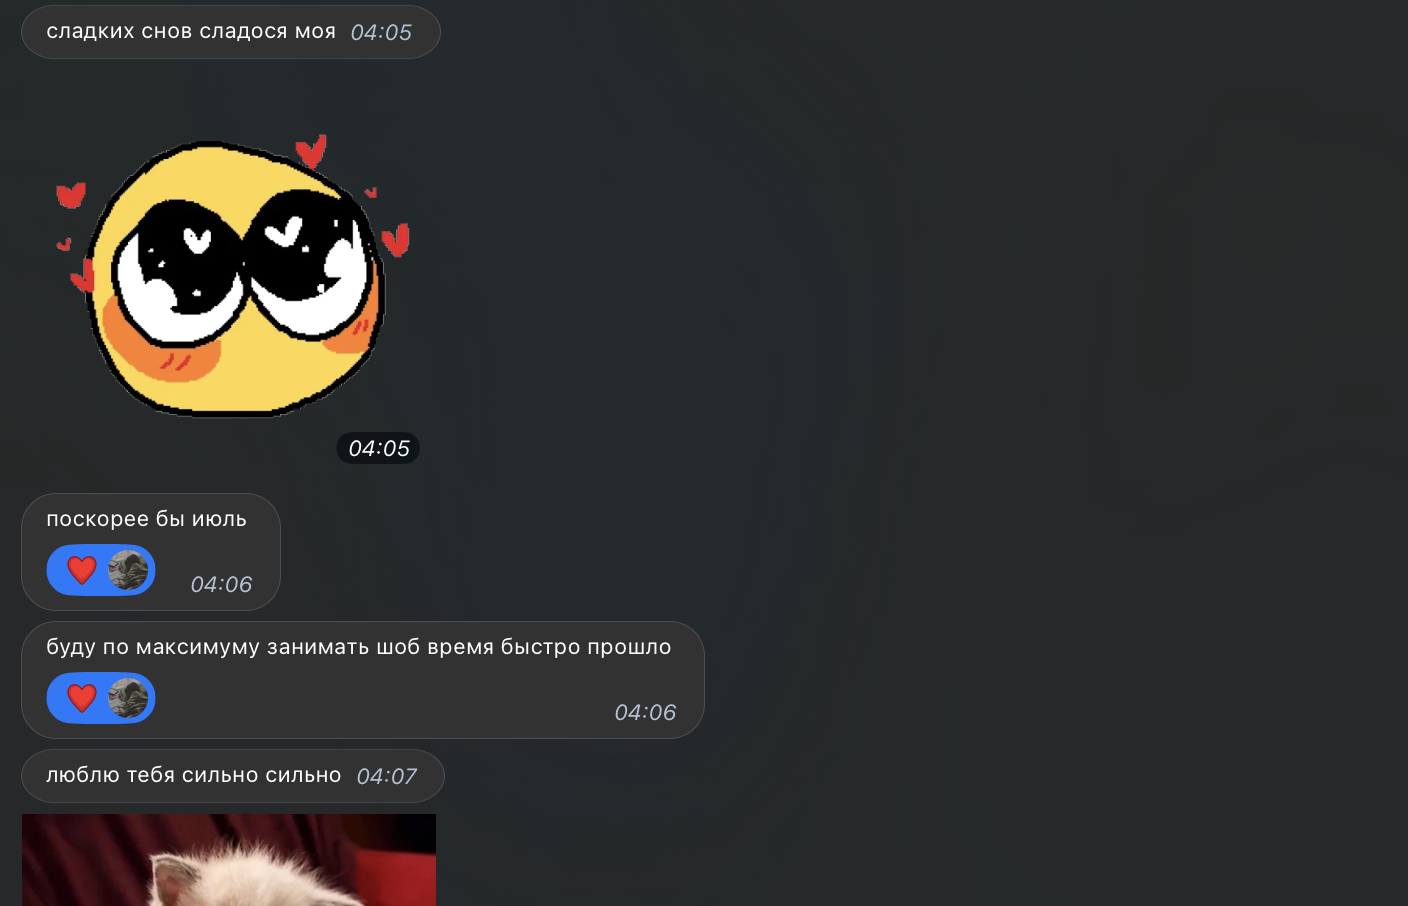 сладких снов сладося моя 04:05
04:05
поскорее бы июль
04:06
буду по максимуму занимать шоб время быстро прошло
04:06
люблю тебя сильно сильно 04:07